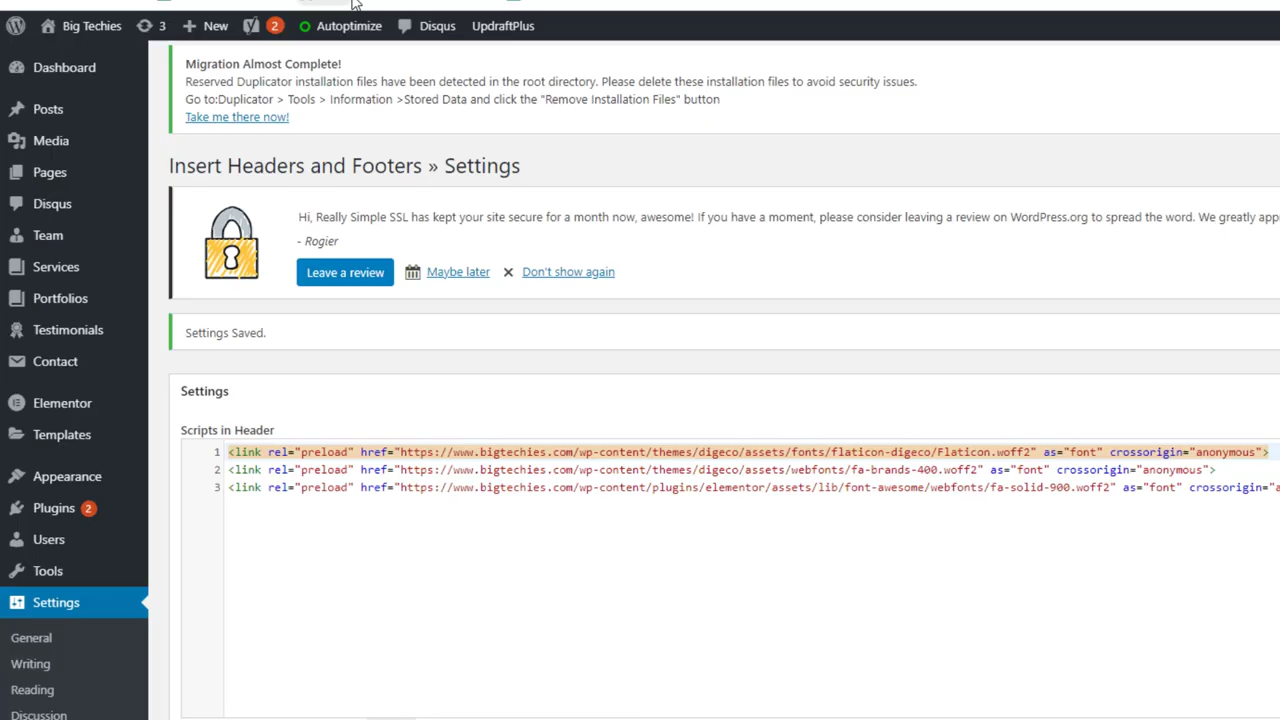 Big Techies 3 New 2 Autoptimize Disqus UpdraftPlus
Dashboard
Posts
Media
Pages
Disqus
Team
Services
Portfolios
Testimonials
Contact
Elementor
Templates
Appearance
Plugins 2
Users
Tools
Settings
General
Writing
Reading
Discussion
Migration Almost Complete!
Reserved Duplicator installation files have been detected in the root directory. Please delete these installation files to avoid security issues.
Go to:Duplicator > Tools > Information >Stored Data and click the "Remove Installation Files" button
Take me there now!
Insert Headers and Footers » Settings
Hi, Really Simple SSL has kept your site secure for a month now, awesome! If you have a moment, please consider leaving a review on WordPress.org to spread the word. We greatly app
- Rogier
Leave a review Maybe later Don't show again
Settings Saved.
Settings
Scripts in Header
1 <link rel="preload" href="https://www.bigtechies.com/wp-content/themes/digeco/assets/fonts/flaticon-digeco/Flaticon.woff2" as="font" crossorigin="anonymous">
2 <link rel="preload" href="https://www.bigtechies.com/wp-content/themes/digeco/assets/webfonts/fa-brands-400.woff2" as="font" crossorigin="anonymous">
3 <link rel="preload" href="https://www.bigtechies.com/wp-content/plugins/elementor/assets/lib/font-awesome/webfonts/fa-solid-900.woff2" as="font" crossorigin="a